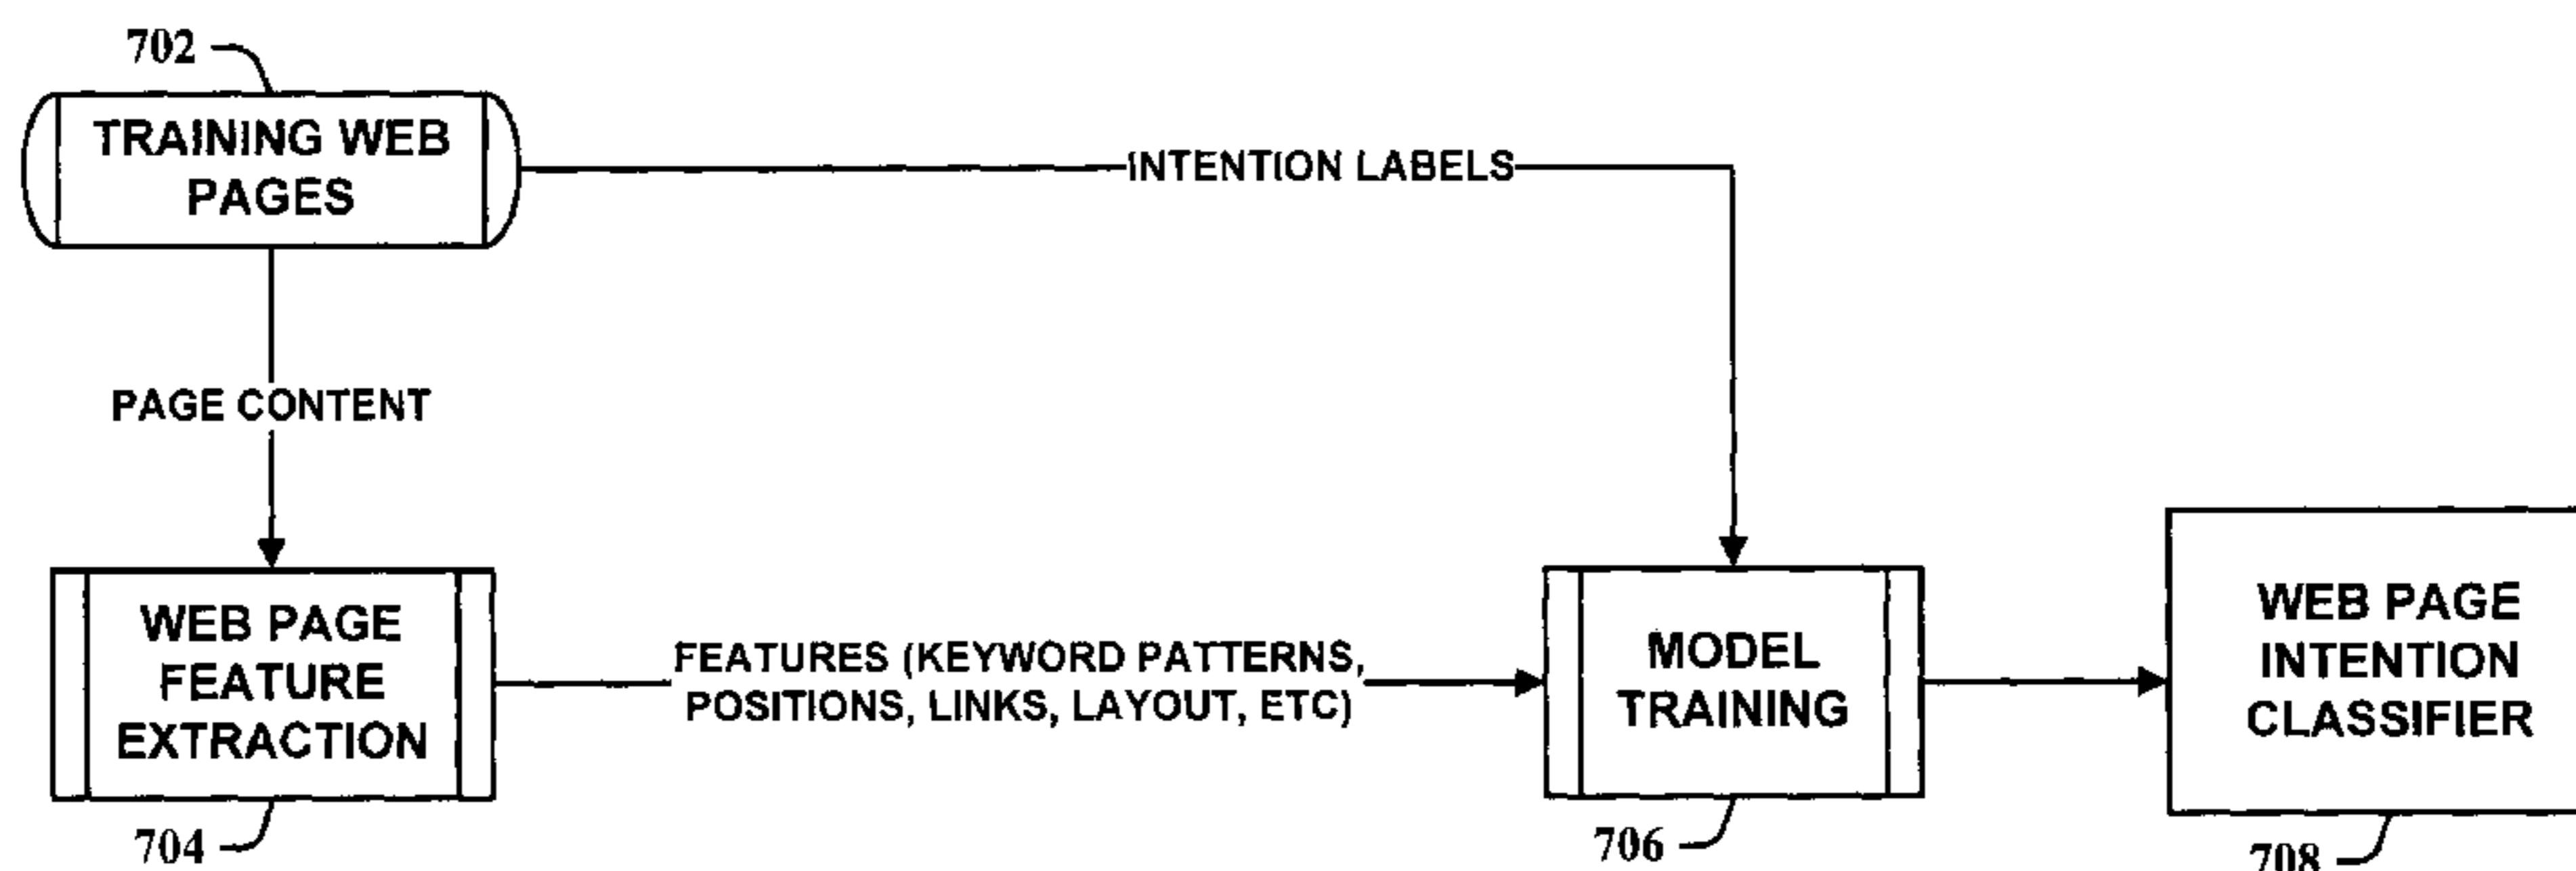 702
TRAINING WEB
PAGES
INTENTION LABELS
PAGE CONTENT
WEB PAGE
FEATURE
EXTRACTION
FEATURES (KEYWORD PATTERNS,
POSITIONS, LINKS, LAYOUT, ETC)
MODEL
TRAINING
WEB PAGE
INTENTION
CLASSIFIER
704
706
708